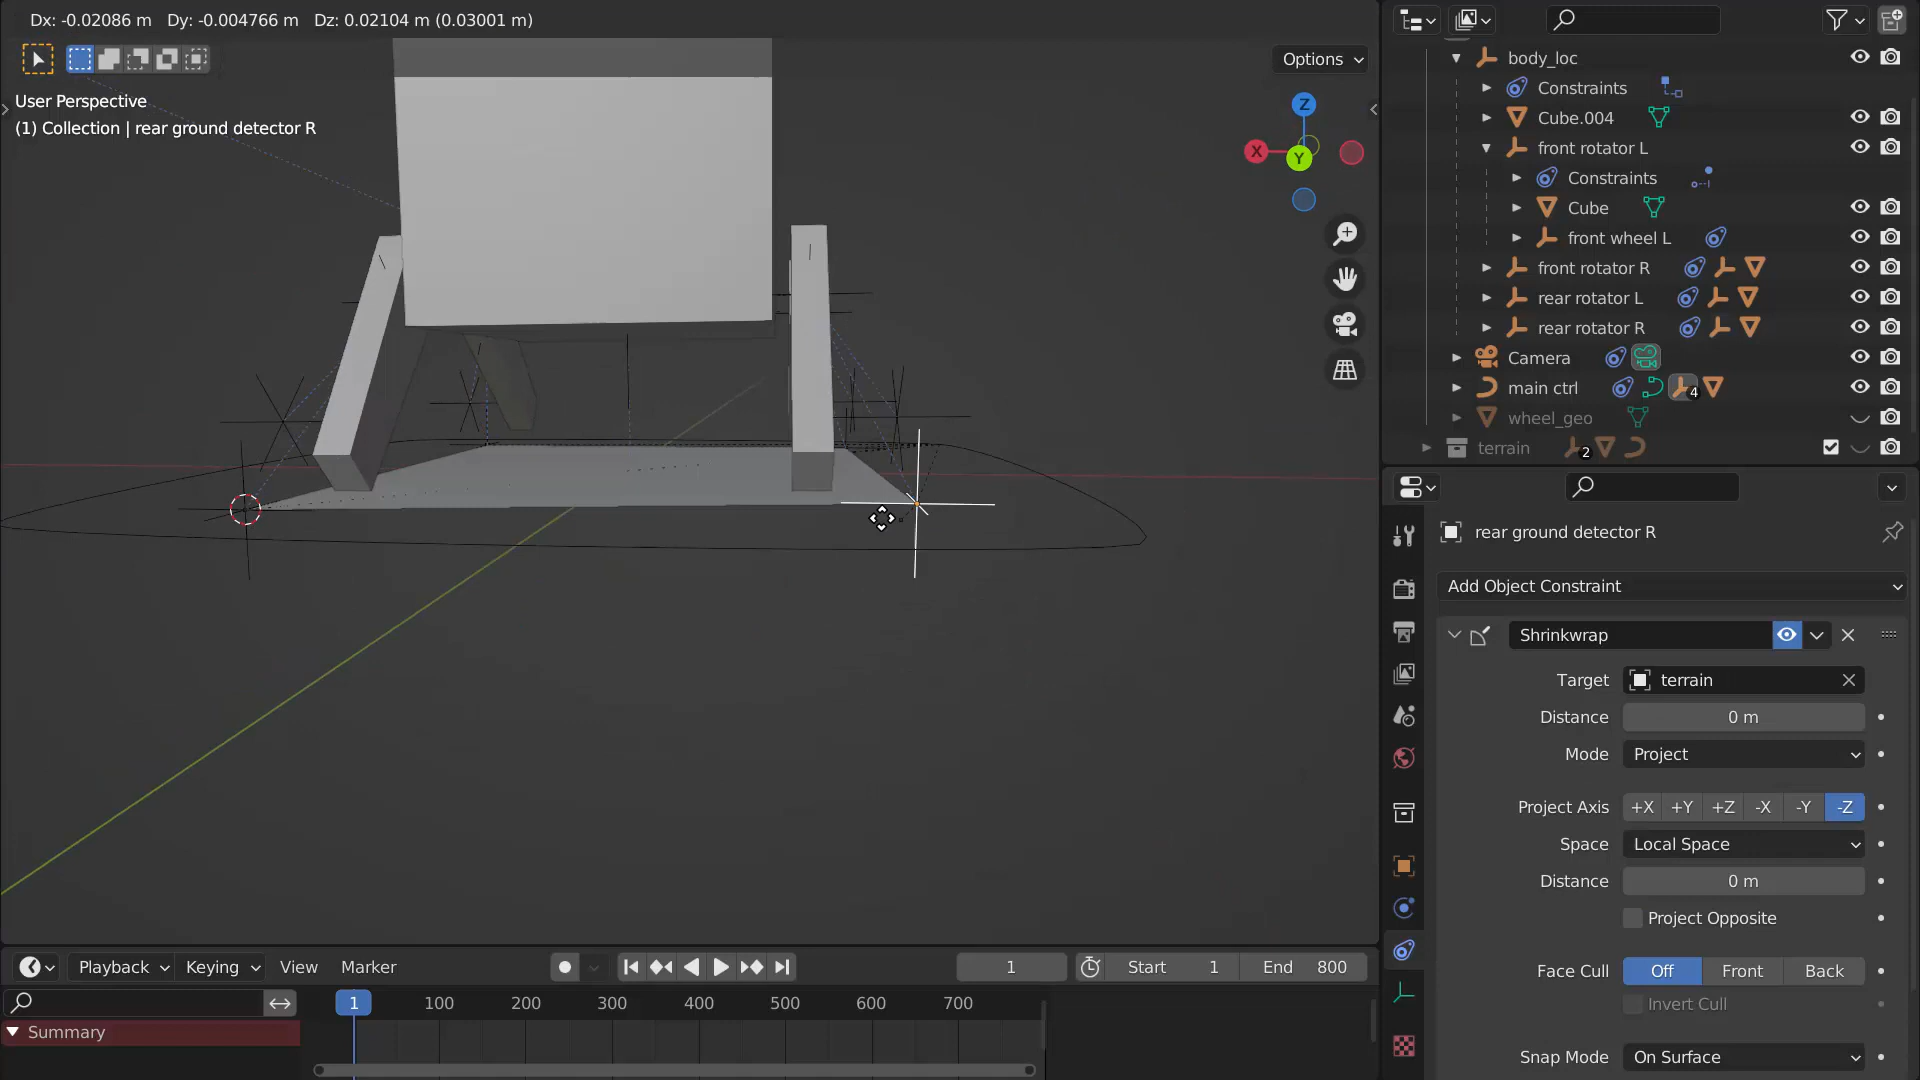 Dx: -0.02086 m   Dy: -0.004766 m   Dz: 0.02104 m (0.03001 m)
Options
User Perspective
(1) Collection | rear ground detector R
Z
X
Y
body_loc
Constraints
Cube.004
front rotator L
Constraints
Cube
front wheel L
front rotator R
rear rotator L
rear rotator R
Camera
main ctrl
4
wheel_geo
terrain
2
rear ground detector R
Add Object Constraint
Shrinkwrap
Target
terrain
Distance
0 m
Mode
Project
Project Axis
+X +Y +Z -X -Y -Z
Space
Local Space
Distance
0 m
Project Opposite
Face Cull
Off Front Back
Invert Cull
Snap Mode
On Surface
Playback
Keying
View
Marker
1
Start 1
End 800
1 100 200 300 400 500 600 700
Summary